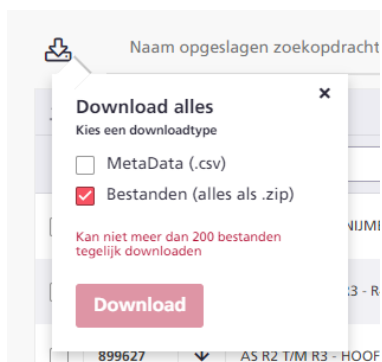 Naam opgeslagen zoekopdracht
Download alles
Kies een downloadtype
MetaData (.csv)
Bestanden (alles als .zip)
Kan niet meer dan 200 bestanden
tegelijk downloaden
Download
899627 AS R2 T/M R3 - HOOF